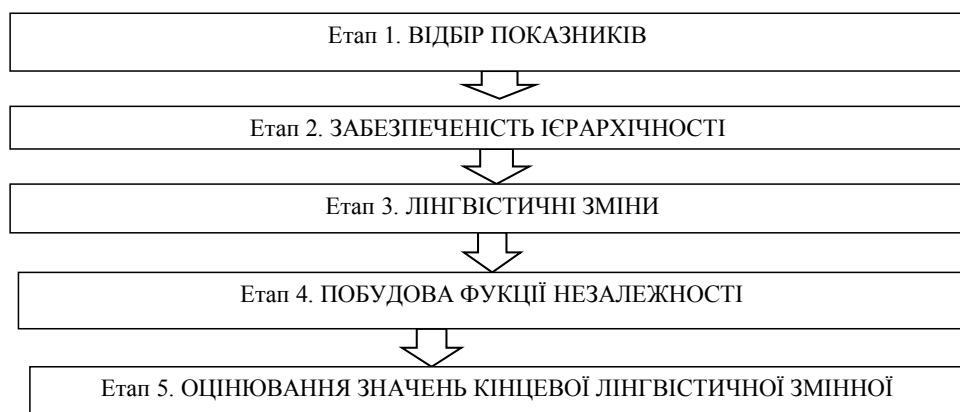 Етап 1. ВІДБІР ПОКАЗНИКІВ
Етап 2. ЗАБЕЗПЕЧЕНІСТЬ ІЄРАРХІЧНОСТІ
Етап 3. ЛІНГВІСТИЧНІ ЗМІНИ
Етап 4. ПОБУДОВА ФУКЦІЇ НЕЗАЛЕЖНОСТІ
Етап 5. ОЦІНЮВАННЯ ЗНАЧЕНЬ КІНЦЕВОЇ ЛІНГВІСТИЧНОЇ ЗМІННОЇ